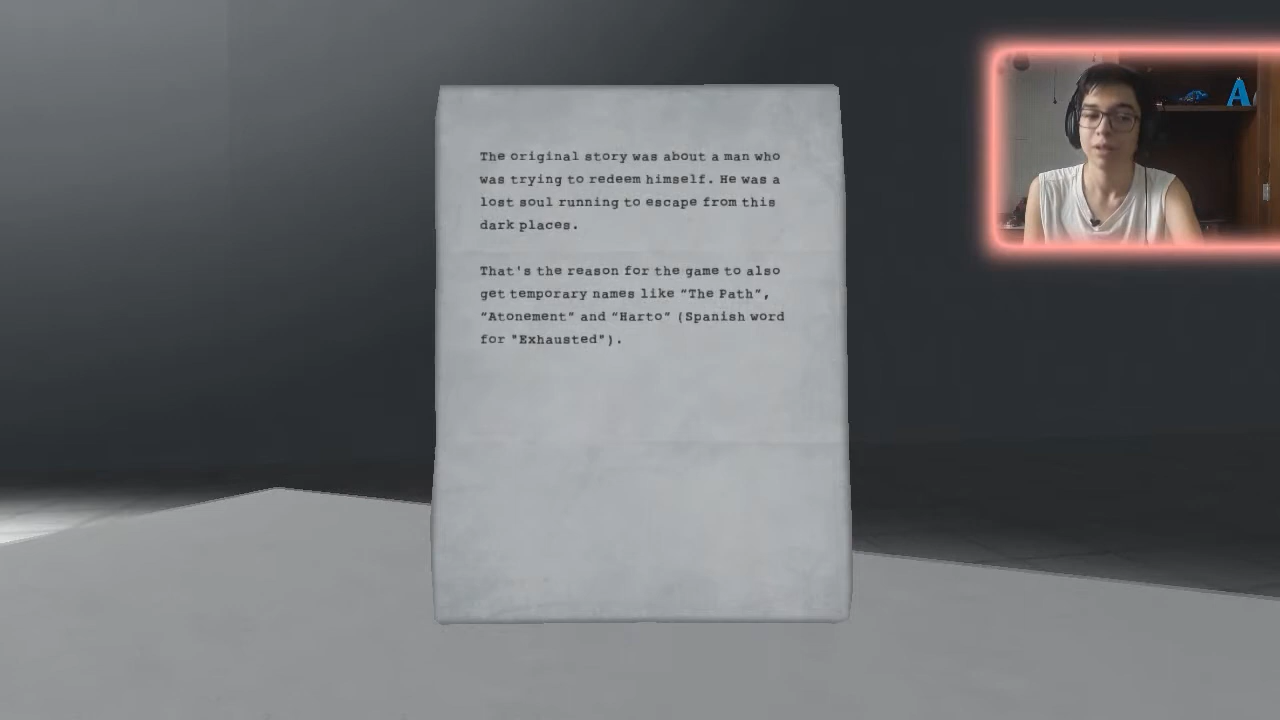 The original story was about a man who
was trying to redeem himself. He was a
lost soul running to escape from this
dark places.
That's the reason for the game to also
get temporary names like “The Path”,
“Atonement” and “Harto” (Spanish word
for "Exhausted").
A